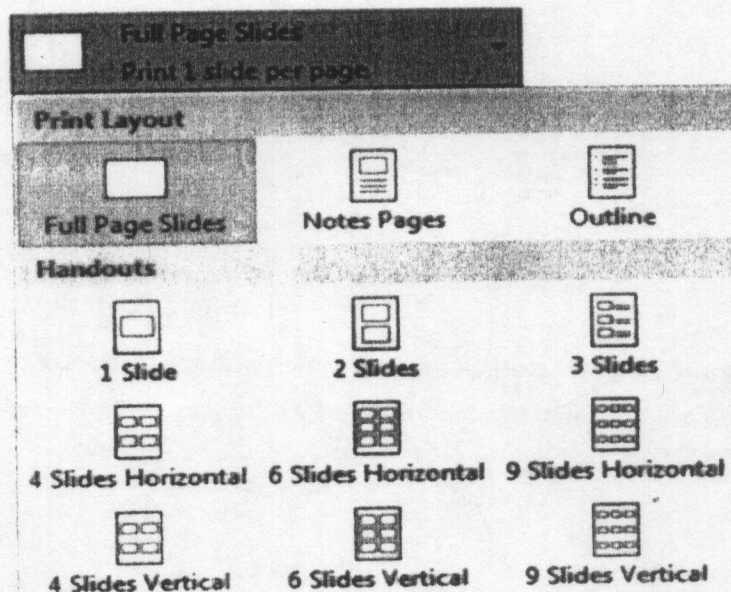 Full Page Slides
Print 1 slide per page
Print Layout
Full Page Slides
Notes Pages
Outline
Handouts
1 Slide
2 Slides
3 Slides
4 Slides Horizontal
6 Slides Horizontal
9 Slides Horizontal
4 Slides Vertical
6 Slides Vertical
9 Slides Vertical